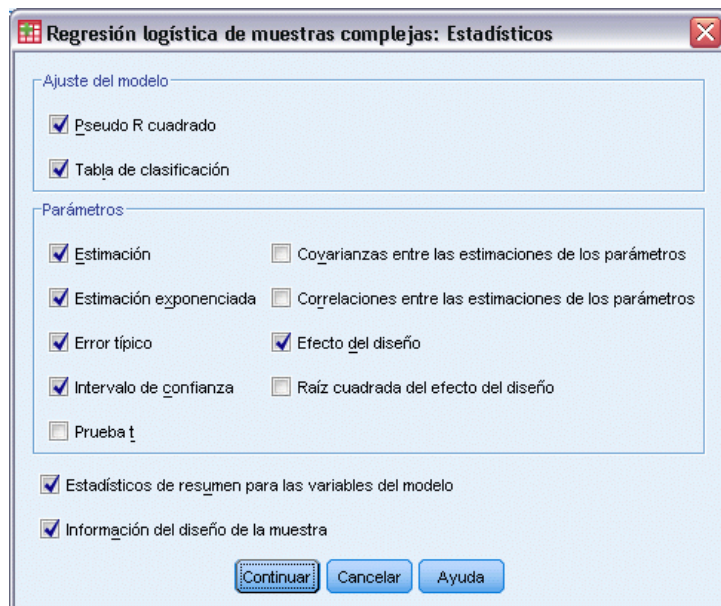 Regresión logística de muestras complejas: Estadísticos
Ajuste del modelo
Pseudo R cuadrado
Tabla de clasificación
Parámetros
Estimación
Covarianzas entre las estimaciones de los parámetros
Estimación exponenciada
Correlaciones entre las estimaciones de los parámetros
Error típico
Efecto del diseño
Intervalo de confianza
Raíz cuadrada del efecto del diseño
Prueba t
Estadísticos de resumen para las variables del modelo
Información del diseño de la muestra
Continuar
Cancelar
Ayuda